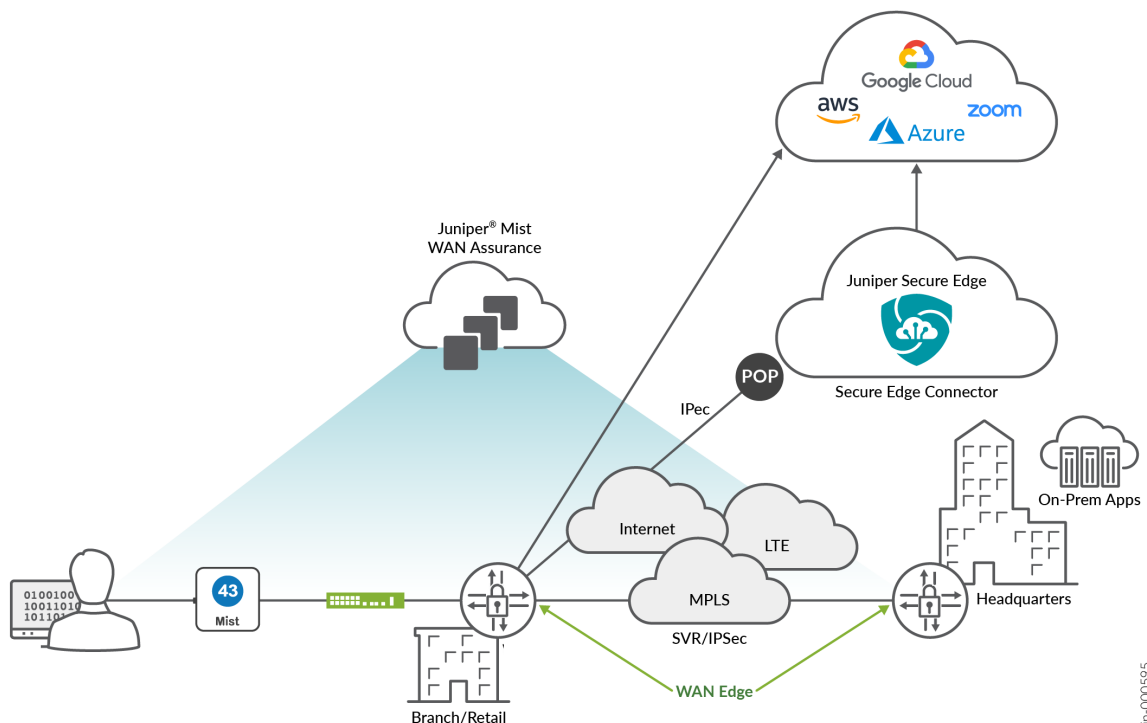 Google Cloud
aws
zoom
Azure
Juniper® Mist
WAN Assurance
Juniper Secure Edge
POP
Secure Edge Connector
IPec
On-Prem Apps
Internet
LTE
0100100
10011010
43
Mist
MPLS
Headquarters
SVR/IPSec
WAN Edge
Branch/Retail